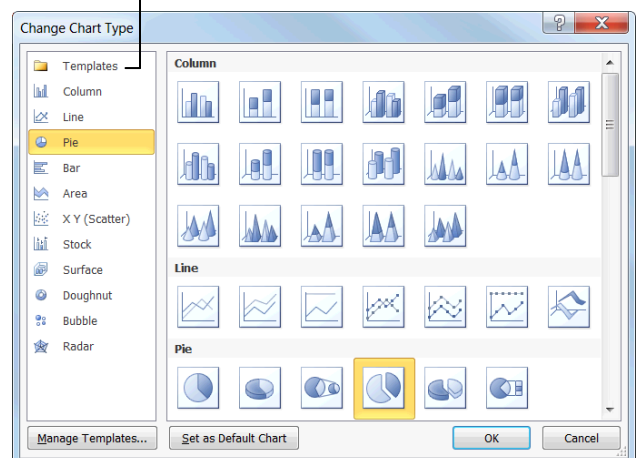 Change Chart Type
Templates
Column
Line
Pie
Bar
Area
X Y (Scatter)
Stock
Surface
Doughnut
Bubble
Radar
Column
Line
Pie
Manage Templates...
Set as Default Chart
OK
Cancel